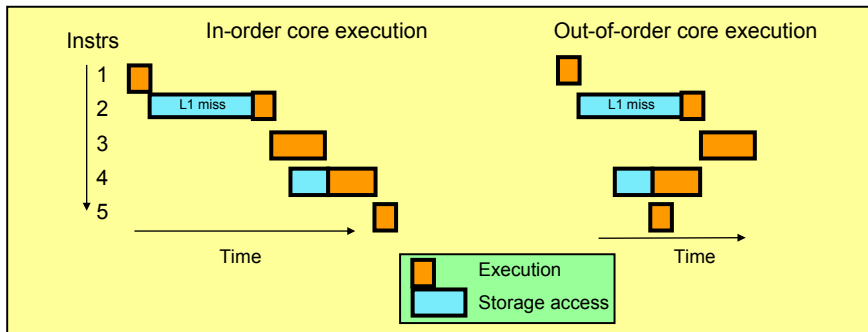 In-order core execution
Out-of-order core execution
Instrs
1
2
L1 miss
L1 miss
3
4
5
Time
Time
Execution
Storage access